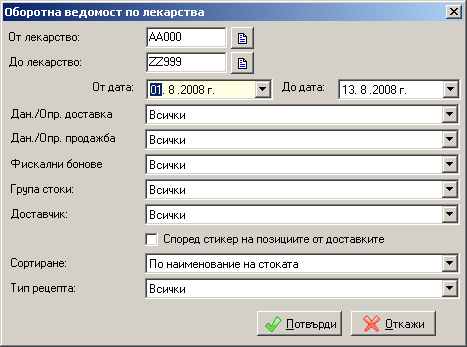 Оборотна ведомост по лекарства
От лекарство: AA000
До лекарство: ZZ999
От дата: 01. 8 .2008 г. До дата: 13. 8 .2008 г.
Дан./Опр. доставка Всички
Дан./Опр. продажба Всички
Фискални бонове Всички
Група стоки: Всички
Доставчик: Всички
Според стикер на позициите от доставките
Сортиране: По наименование на стоката
Тип рецепта: Всички
Потвърди Откажи